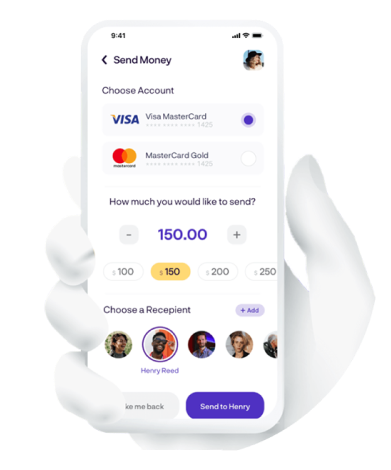 9:41
Send Money
Choose Account
VISA
Visa MasterCard
**** **** **** 1425
mastercard
MasterCard Gold
**** **** **** 1425
How much you would like to send?
- 150.00 +
$ 100
$ 150
$ 200
$ 250
Choose a Recepient
+ Add
Henry Reed
ke me back
Send to Henry